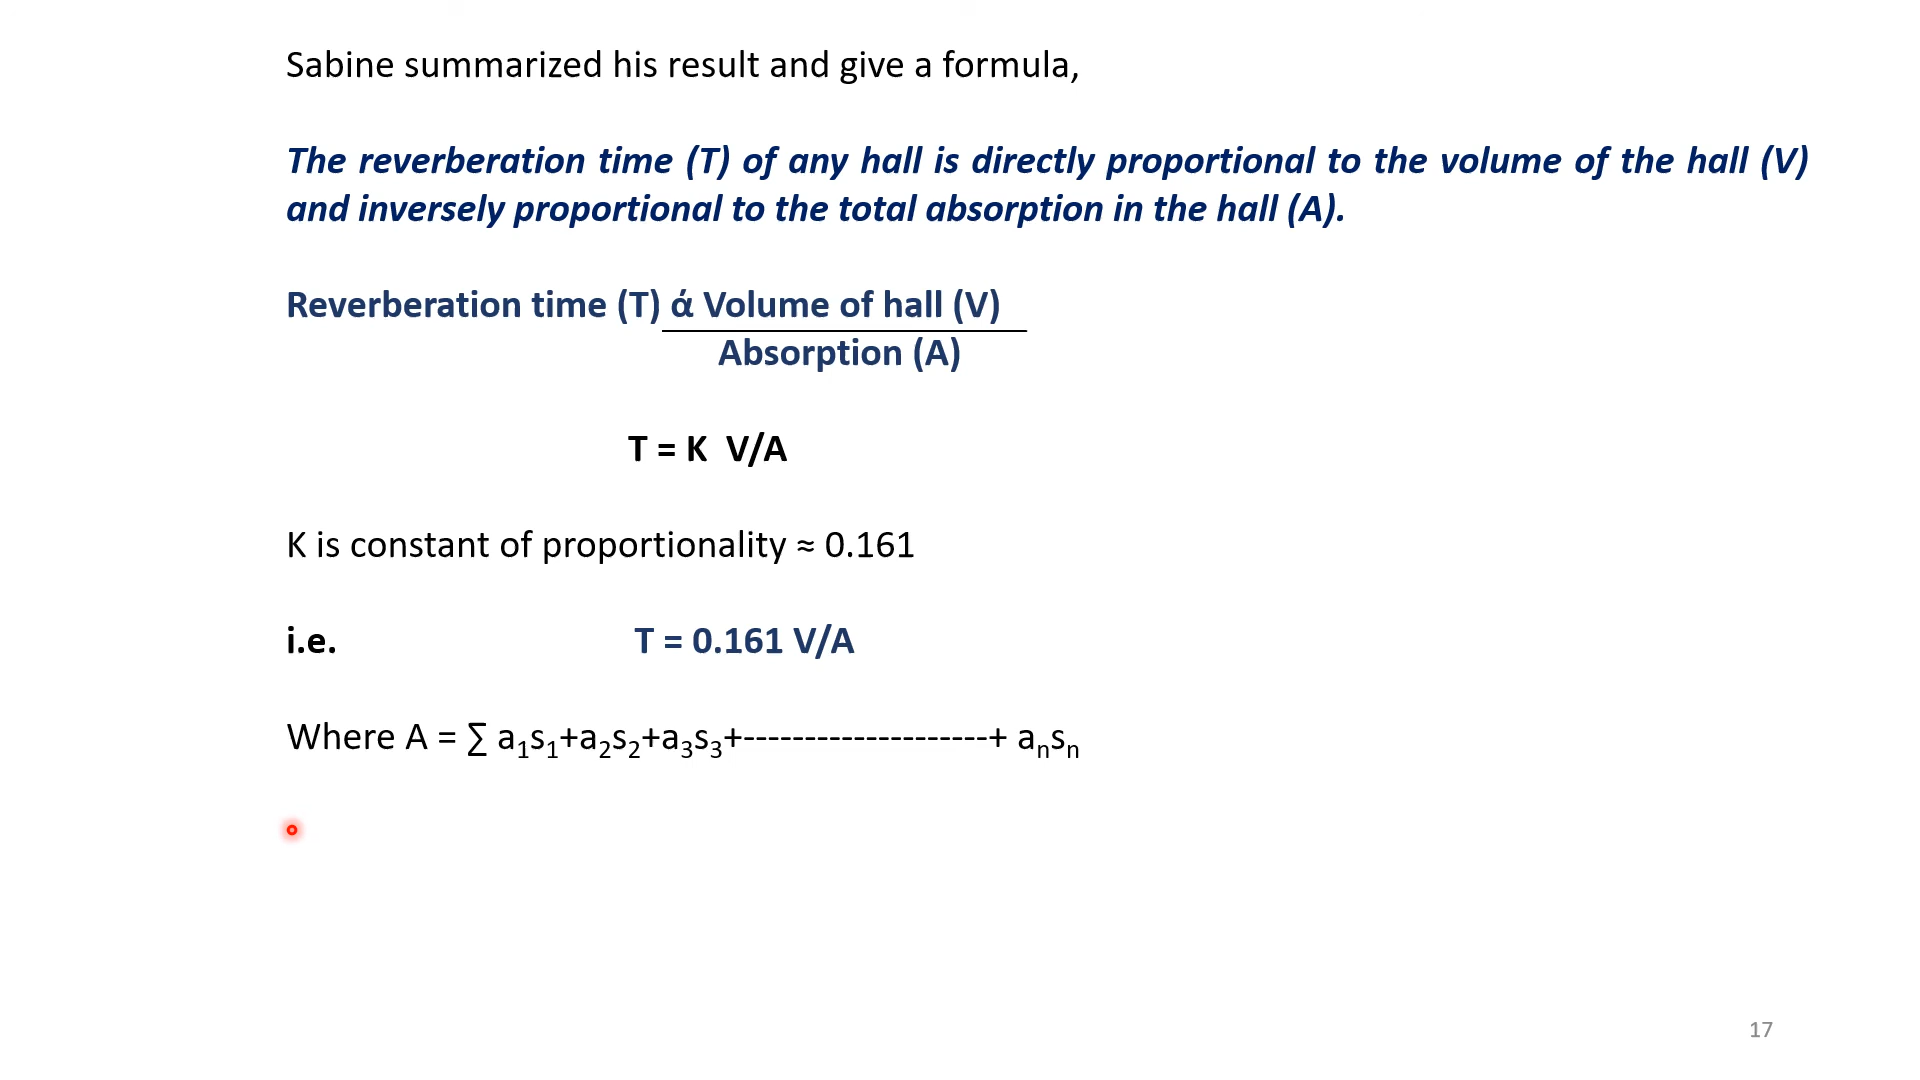 Sabine summarized his result and give a formula,
The reverberation time (T) of any hall is directly proportional to the volume of the hall (V)
and inversely proportional to the total absorption in the hall (A).
Reverberation time (T) ά Volume of hall (V)
Absorption (A)
T = K  V/A
K is constant of proportionality ≈ 0.161
i.e. T = 0.161 V/A
Where A = ∑ a₁s₁+a₂s₂+a₃s₃+--------------------+ aₙsₙ
17